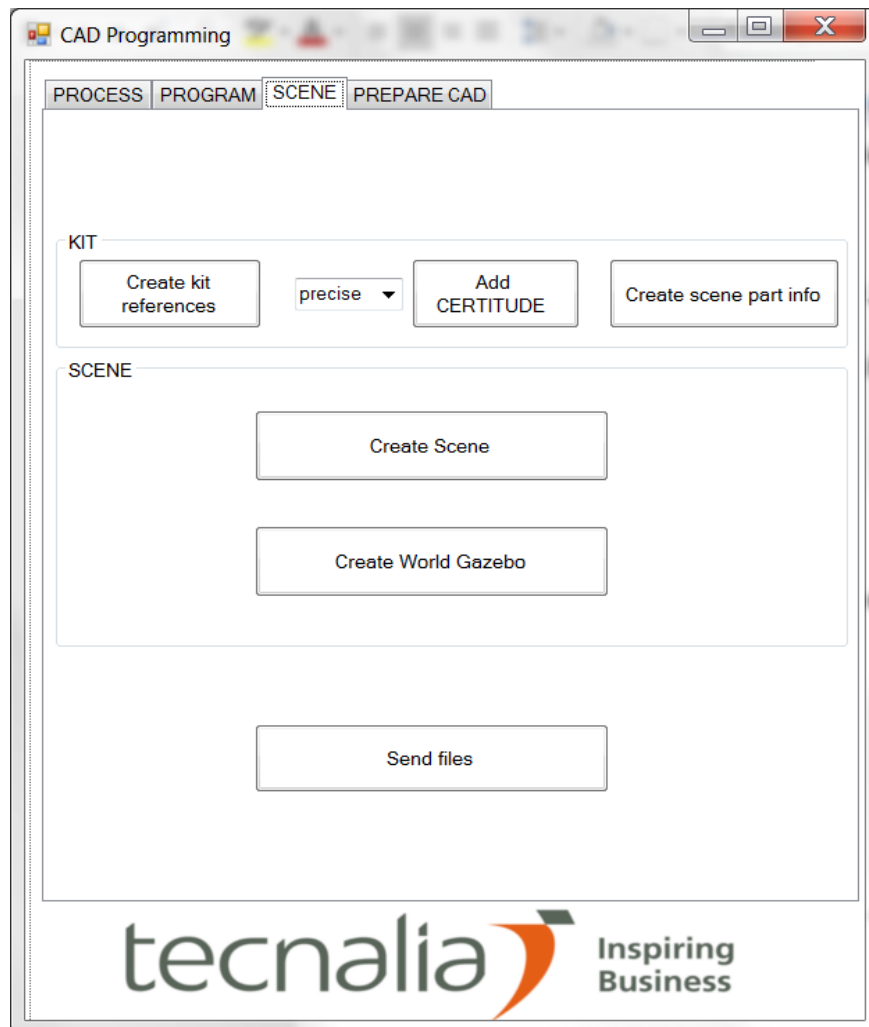 CAD Programming
PROCESS PROGRAM SCENE PREPARE CAD
KIT
Create kit
references
precise
Add
CERTITUDE
Create scene part info
SCENE
Create Scene
Create World Gazebo
Send files
tecnalia
Inspiring
Business